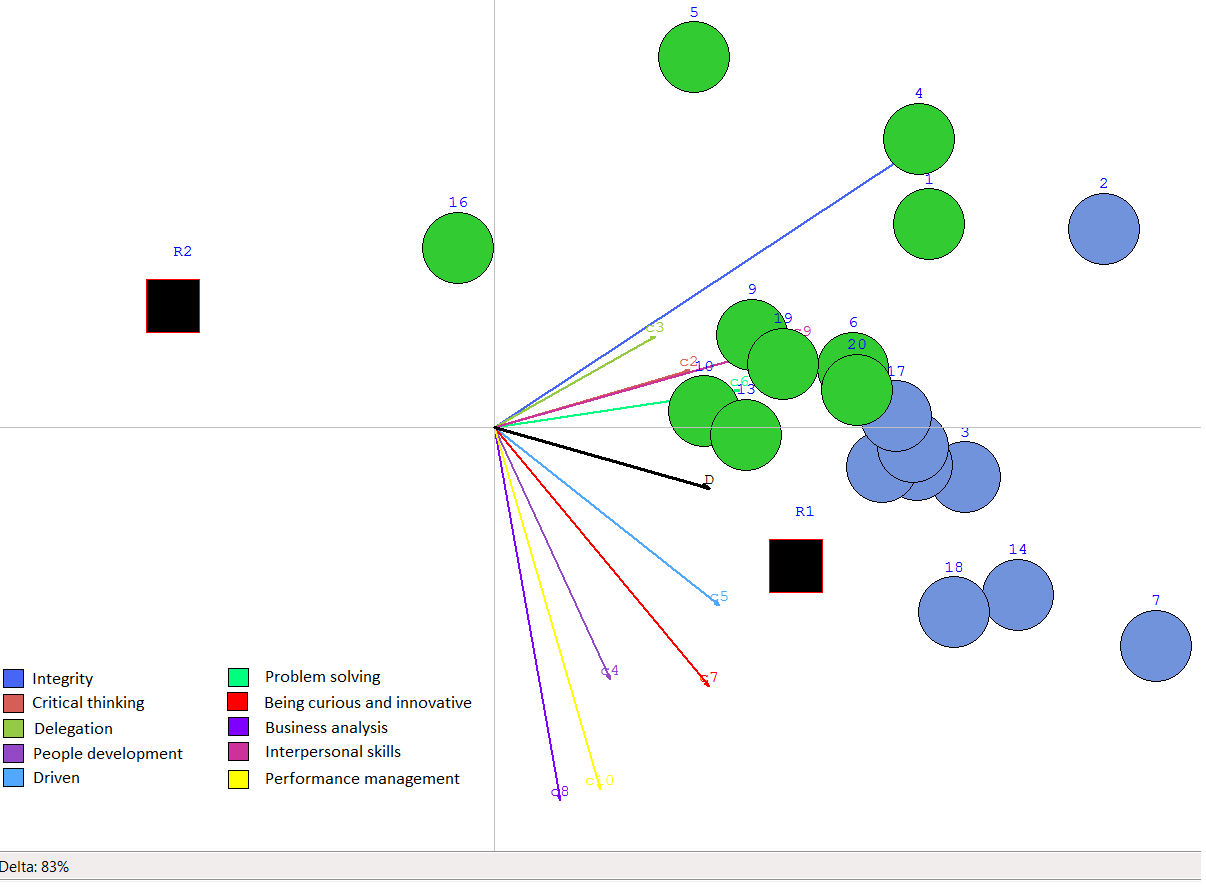 5
4
1
2
16
R2
9
19
c9
6
c3
20
c2
10
17
c6
13
3
D
R1
14
18
c5
7
c4
c7
c10
c8
Integrity
Critical thinking
Delegation
People development
Driven
Problem solving
Being curious and innovative
Business analysis
Interpersonal skills
Performance management
Delta: 83%